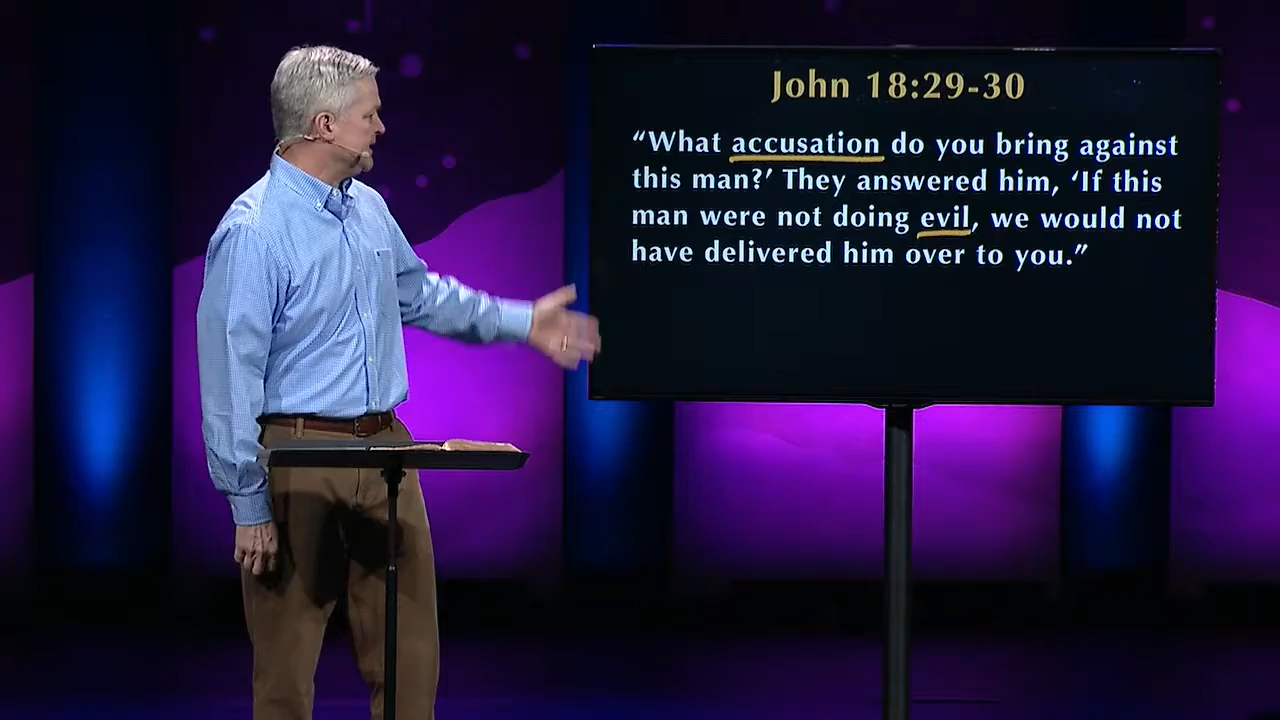 John 18:29-30
“What accusation do you bring against
this man?’ They answered him, ‘If this
man were not doing evil, we would not
have delivered him over to you.”